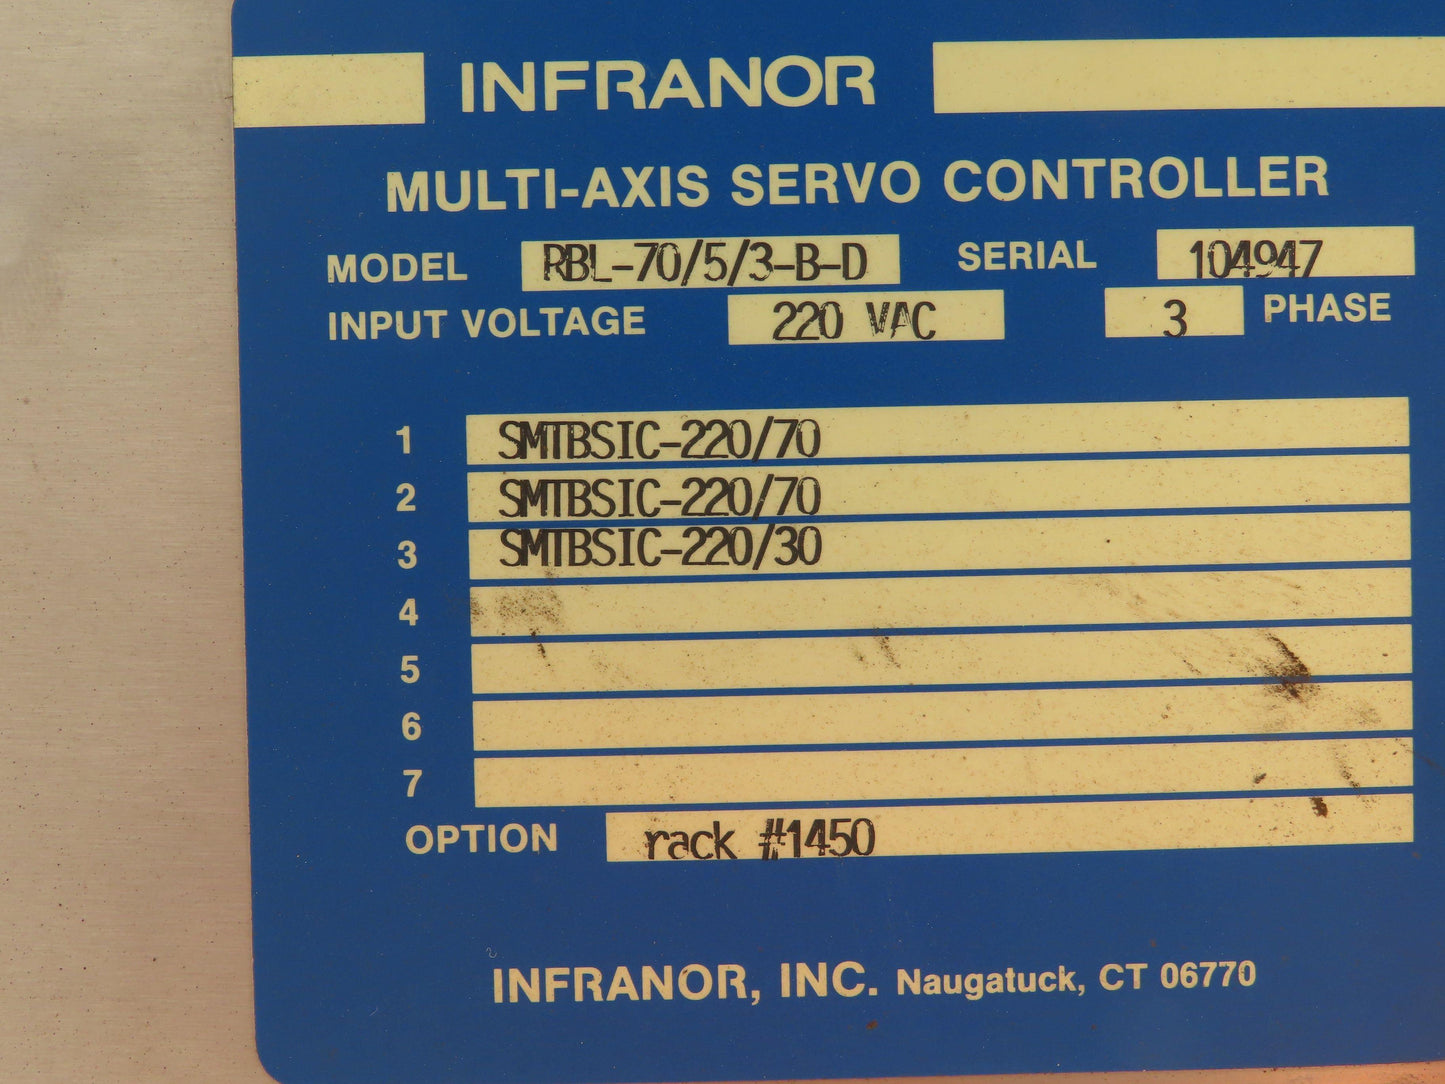 INFRANOR
MULTI-AXIS SERVO CONTROLLER
MODEL RBL-70/5/3-B-D SERIAL 104947
INPUT VOLTAGE 220 VAC 3 PHASE
1 SMTBSIC-220/70
2 SMTBSIC-220/70
3 SMTBSIC-220/30
4
5
6
7
OPTION rack #1450
INFRANOR, INC. Naugatuck, CT 06770